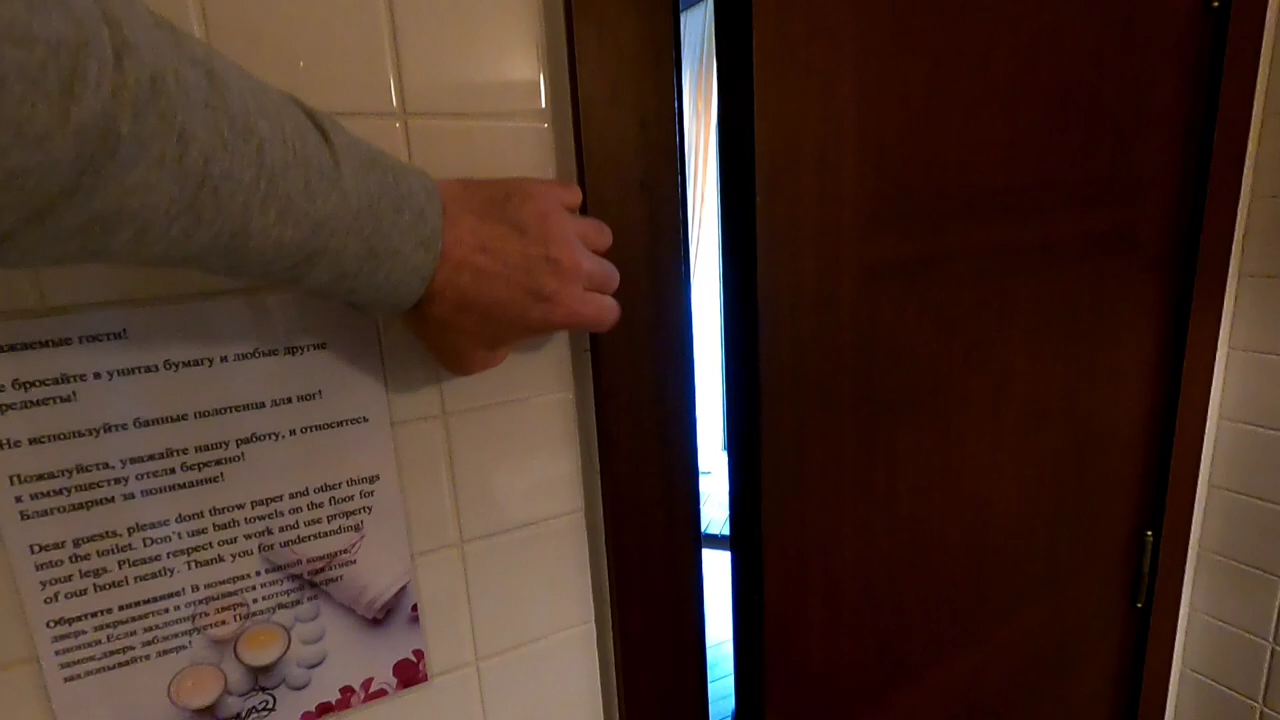 ажаемые гости!
е бросайте в унитаз бумагу и любые другие
редметы!
Не используйте банные полотенца для ног!
Пожалуйста, уважайте нашу работу, и относитесь
к иммуществу отеля бережно!
Благодарим за понимание!
Dear guests, please dont throw paper and other things
into the toilet. Don`t use bath towels on the floor for
your legs. Please respect our work and use property
of our hotel neatly. Thank you for understanding!
Обратите внимание! В номерах в ванной комнате,
дверь закрывается и открывается изнутри нажатием
кнопки.Если захлопнуть дверь, в которой закрыт
замок,дверь заблокируется. Пожалуйста, не
захлопывайте дверь!